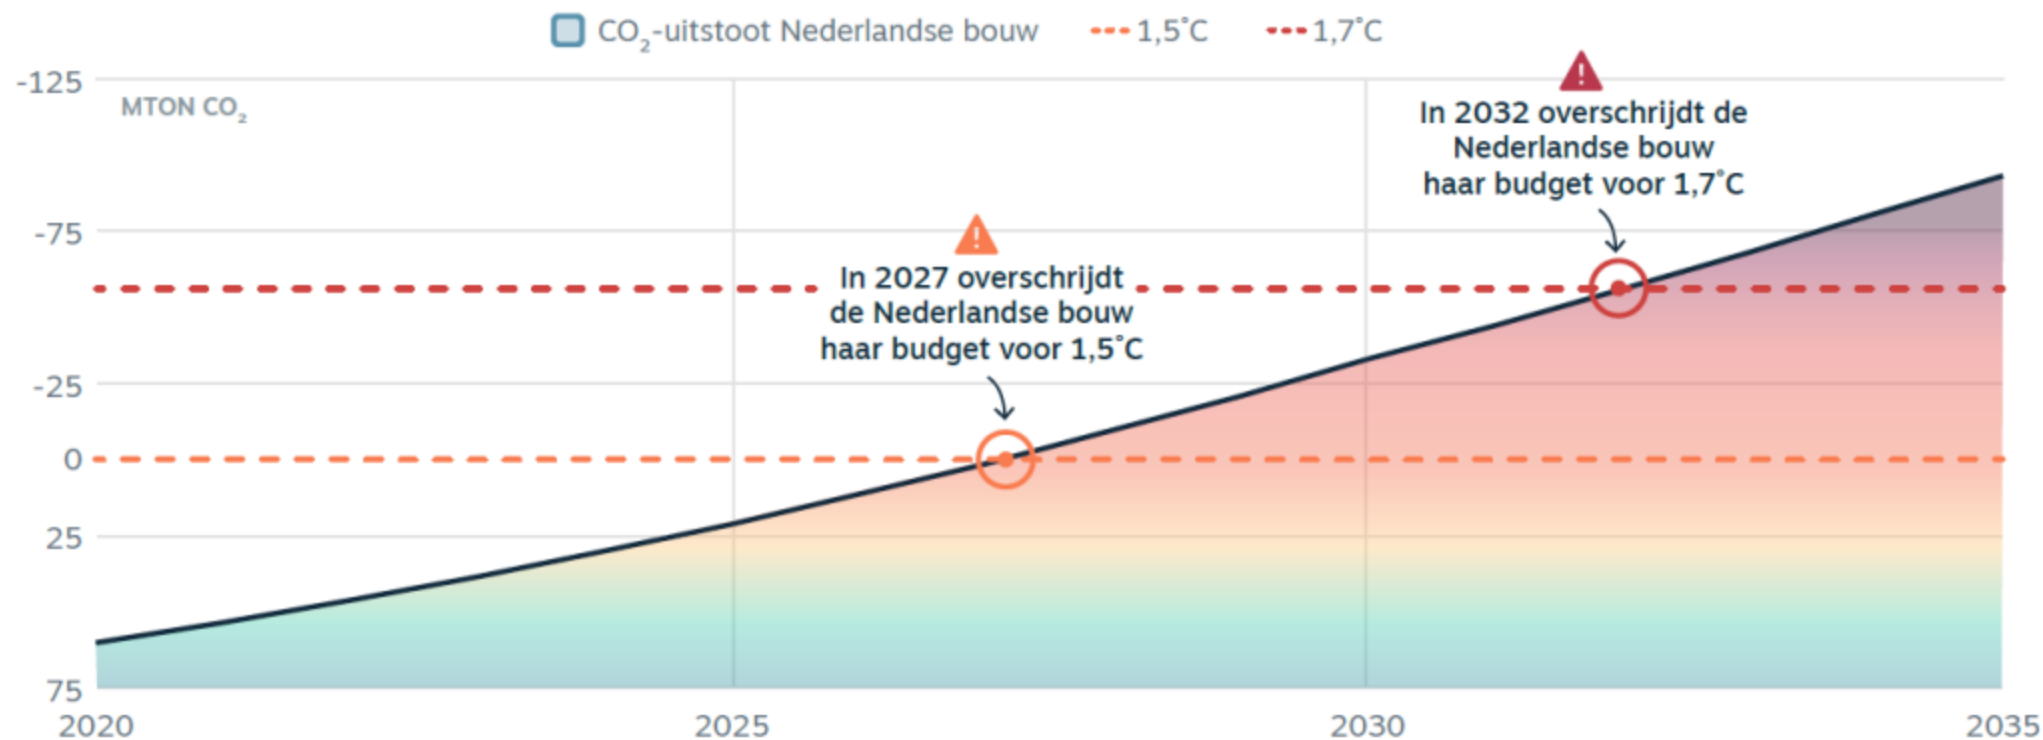 CO₂-uitstoot Nederlandse bouw 1,5°C 1,7°C
-125
MTON CO₂
In 2032 overschrijdt de
Nederlandse bouw
haar budget voor 1,7°C
-75
In 2027 overschrijdt
de Nederlandse bouw
haar budget voor 1,5°C
-25
0
25
75
2020 2025 2030 2035